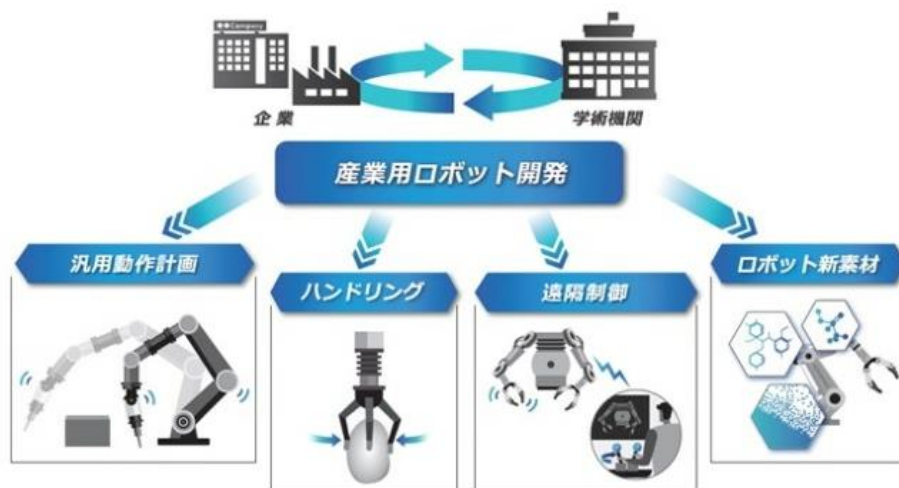 Company
企業
学術機関
産業用ロボット開発
汎用動作計画
ハンドリング
遠隔制御
ロボット新素材